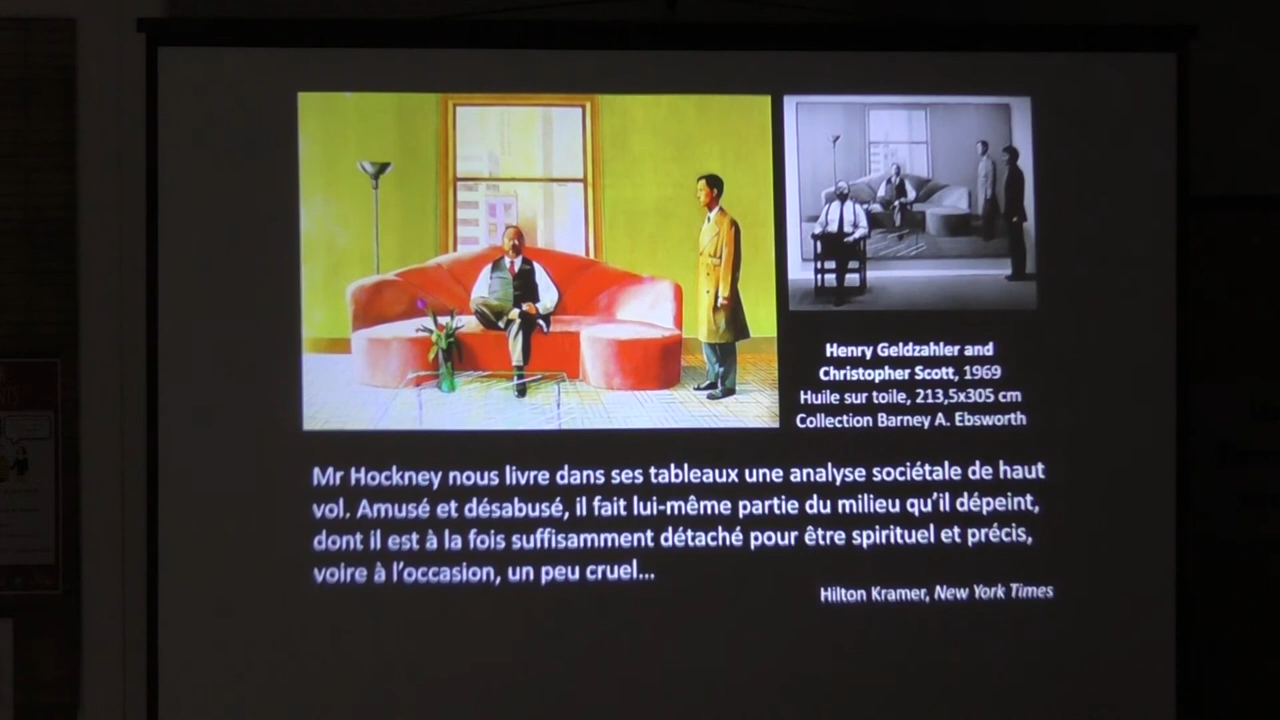 Henry Geldzahler and
Christopher Scott, 1969
Huile sur toile, 213,5x305 cm
Collection Barney A. Ebsworth
Mr Hockney nous livre dans ses tableaux une analyse sociétale de haut
vol. Amusé et désabusé, il fait lui-même partie du milieu qu'il dépeint,
dont il est à la fois suffisamment détaché pour être spirituel et précis,
voire à l'occasion, un peu cruel...
Hilton Kramer, New York Times